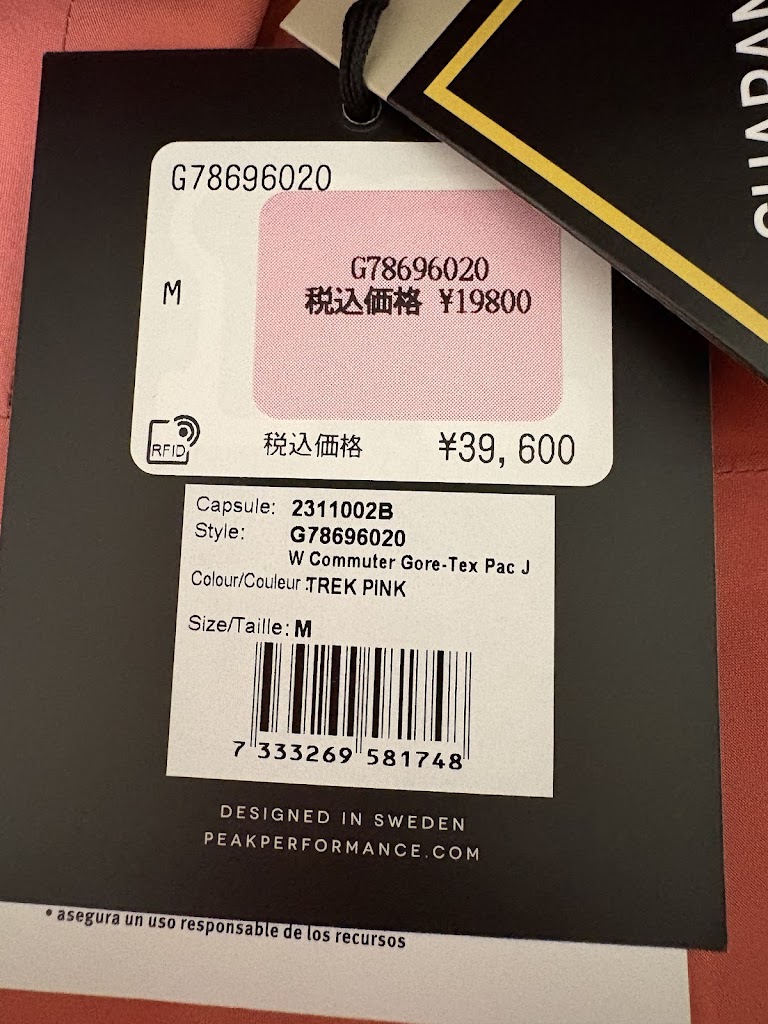 G78696020
M
G78696020
税込価格 ¥19800
RFID
税込価格 ¥39,600
Capsule: 2311002B
Style: G78696020
W Commuter Gore-Tex Pac J
Colour/Couleur :TREK PINK
Size/Taille: M
7 333269 581748
DESIGNED IN SWEDEN
PEAKPERFORMANCE.COM
* asegura un uso responsable de los recursos